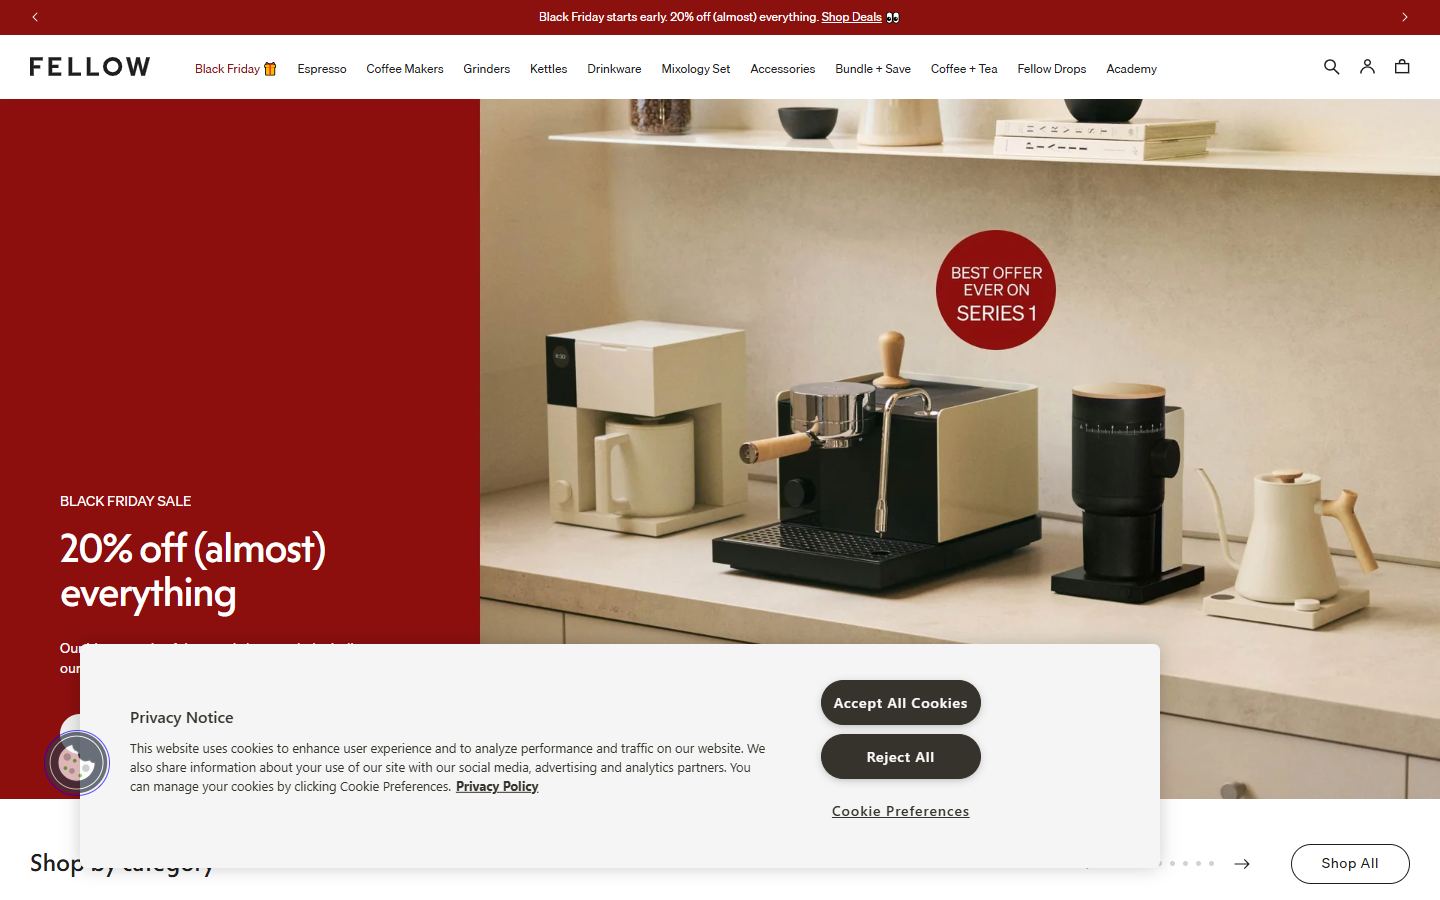 Black Friday starts early. 20% off (almost) everything. Shop Deals 👀
FELLOW
Black Friday 🎁 Espresso Coffee Makers Grinders Kettles Drinkware Mixology Set Accessories Bundle + Save Coffee + Tea Fellow Drops Academy
HARVEST
BEST OFFER
EVER ON
SERIES 1
BLACK FRIDAY SALE
20% off (almost)
everything
Privacy Notice
This website uses cookies to enhance user experience and to analyze performance and traffic on our website. We
also share information about your use of our site with our social media, advertising and analytics partners. You
can manage your cookies by clicking Cookie Preferences. Privacy Policy
Accept All Cookies
Reject All
Cookie Preferences
Shop by category
Shop All